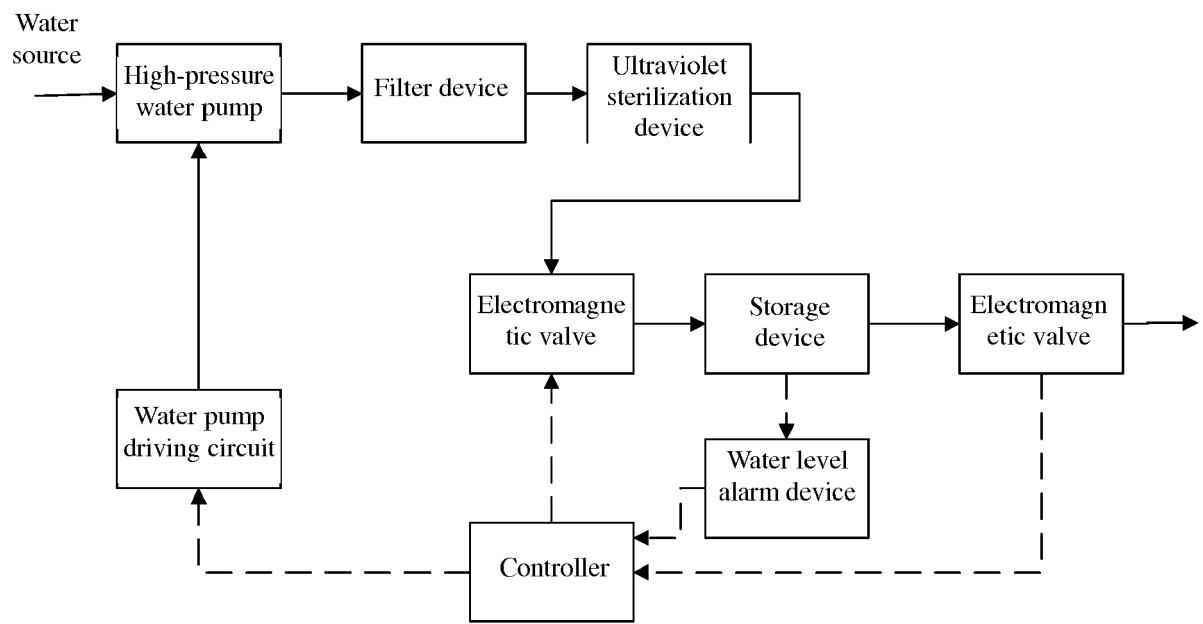 Water
source
High-pressure
water pump
Filter device
Ultraviolet
sterilization
device
Electromagne
tic valve
Storage
device
Electromagn
etic valve
Water pump
driving circuit
Water level
alarm device
Controller